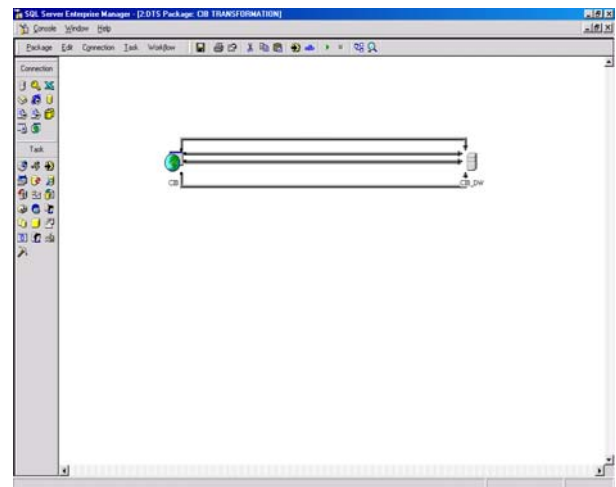 SQL Server Enterprise Manager - [2:DTS Package: CIB TRANSFORMATION]
Console Window Help
Package Edit Connection Task Workflow
Connection
Task
CIB
CIB_DW